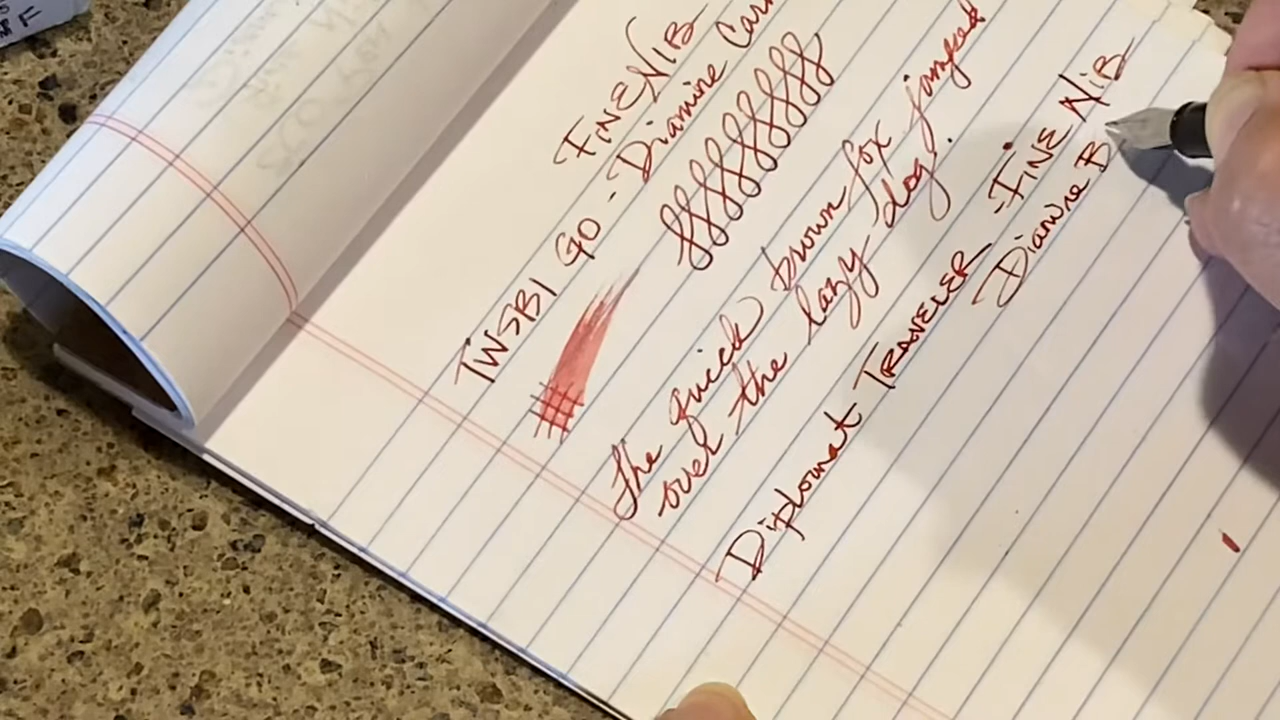 FINE NIB
TWSBI GO - Diamine
The quick brown fox jumped
over the lazy dog.
Diplomat TRAVELER - FINE NIB
Diamine B